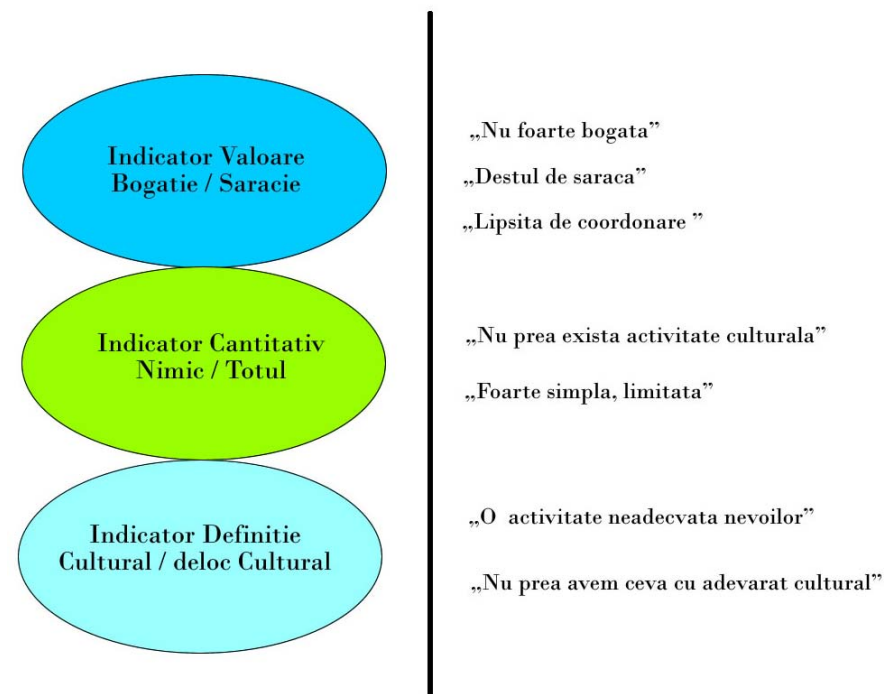 Indicator Valoare
Bogatie / Saracie
„Nu foarte bogata”
„Destul de saraca”
„Lipsita de coordonare ”
Indicator Cantitativ
Nimic / Totul
„Nu prea exista activitate culturala”
„Foarte simpla, limitata”
Indicator Definitie
Cultural / deloc Cultural
„O  activitate neadecvata nevoilor”
„Nu prea avem ceva cu adevarat cultural”